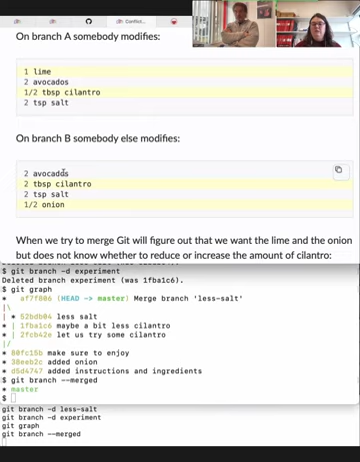 Conflict...
On branch A somebody modifies:
1 lime
2 avocados
1/2 tbsp cilantro
2 tsp salt
On branch B somebody else modifies:
2 avocados
2 tbsp cilantro
2 tsp salt
1/2 onion
When we try to merge Git will figure out that we want the lime and the onion
but does not know whether to reduce or increase the amount of cilantro:
$ git branch -d experiment
Deleted branch experiment (was 1fba1c6).
$ git graph
*   af7f806 (HEAD -> master) Merge branch 'less-salt'
|\
| * 52bdb04 less salt
* | 1fba1c6 maybe a bit less cilantro
* | 2fcb42e let us try some cilantro
|/
* 80fc15b make sure to enjoy
* 38eeb2c added onion
* d5d4747 added instructions and ingredients
$ git branch --merged
* master
$
git branch -d less-salt
git branch -d experiment
git graph
git branch --merged